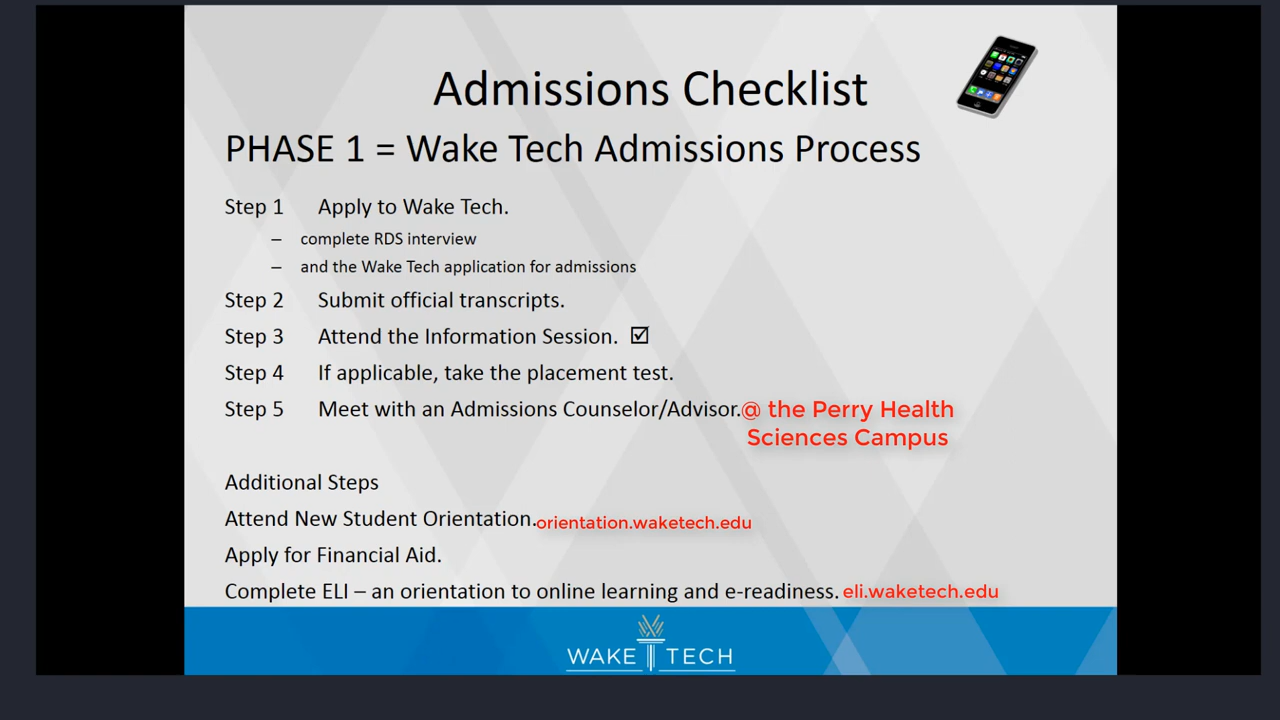 Admissions Checklist
PHASE 1 = Wake Tech Admissions Process
Step 1 Apply to Wake Tech.
– complete RDS interview
– and the Wake Tech application for admissions
Step 2 Submit official transcripts.
Step 3 Attend the Information Session. ☑
Step 4 If applicable, take the placement test.
Step 5 Meet with an Admissions Counselor/Advisor.@ the Perry Health
Sciences Campus
Additional Steps
Attend New Student Orientation.orientation.waketech.edu
Apply for Financial Aid.
Complete ELI – an orientation to online learning and e-readiness. eli.waketech.edu
WAKE TECH